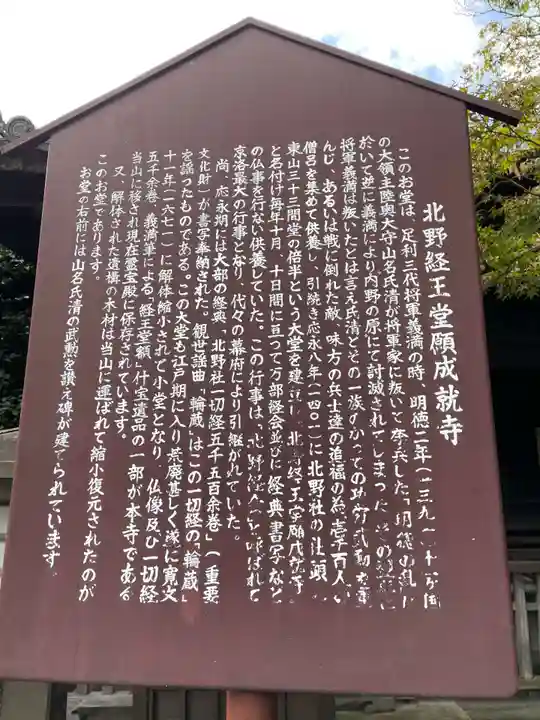 北野経王堂願成就寺
このお堂は、足利三代将軍義満の時、明徳二年(一三九一)十一カ国
の大領主陸奥大守山名氏清が将軍家に叛いて挙兵した「明徳の乱」に
於いて逆に義満により内野の原にて討滅されてしまった。その
将軍義満は叛いたとは言え氏清とその一族のかっての功 武勲を重
んじ、あるいは戦に倒れた敵、味方の兵士達の追福の為、壱千百人の
僧呂を集めて供養し、引続き応永八年(一四〇一)に北野社の社頭に
東山三十三間堂の倍半という大堂を建立し、北野経王堂願成就寺
と名付け毎年十月、十日間に亘って万部経会並びに経典書写など
の仏事を行ない供養していた。この行事は、北野経会と呼ばれて
京洛最大の行事となり、代々の幕府により引継がれていた。
尚、応永期には大部の経典、北野社一切経五千五百余巻」(重要
文化財)が書写奉納された。観世謡曲「輪蔵」はこの一切経の「輪蔵」
を謡ったものである。この大堂も江戸期に入り荒廃甚しく遂に寛文
十一年(一六七一)に解体縮小されて小堂となり、仏像及び一切経
五千余巻、義満筆による「経王堂額」什宝遺品の一部が本寺である
当山に移され現在霊宝殿に保存されています。
又、解体された遺構の木材は当山に運ばれて縮小復元されたのが
このお堂であります。
お堂の右前には山名氏清の武勲を讃え碑が建てられています。